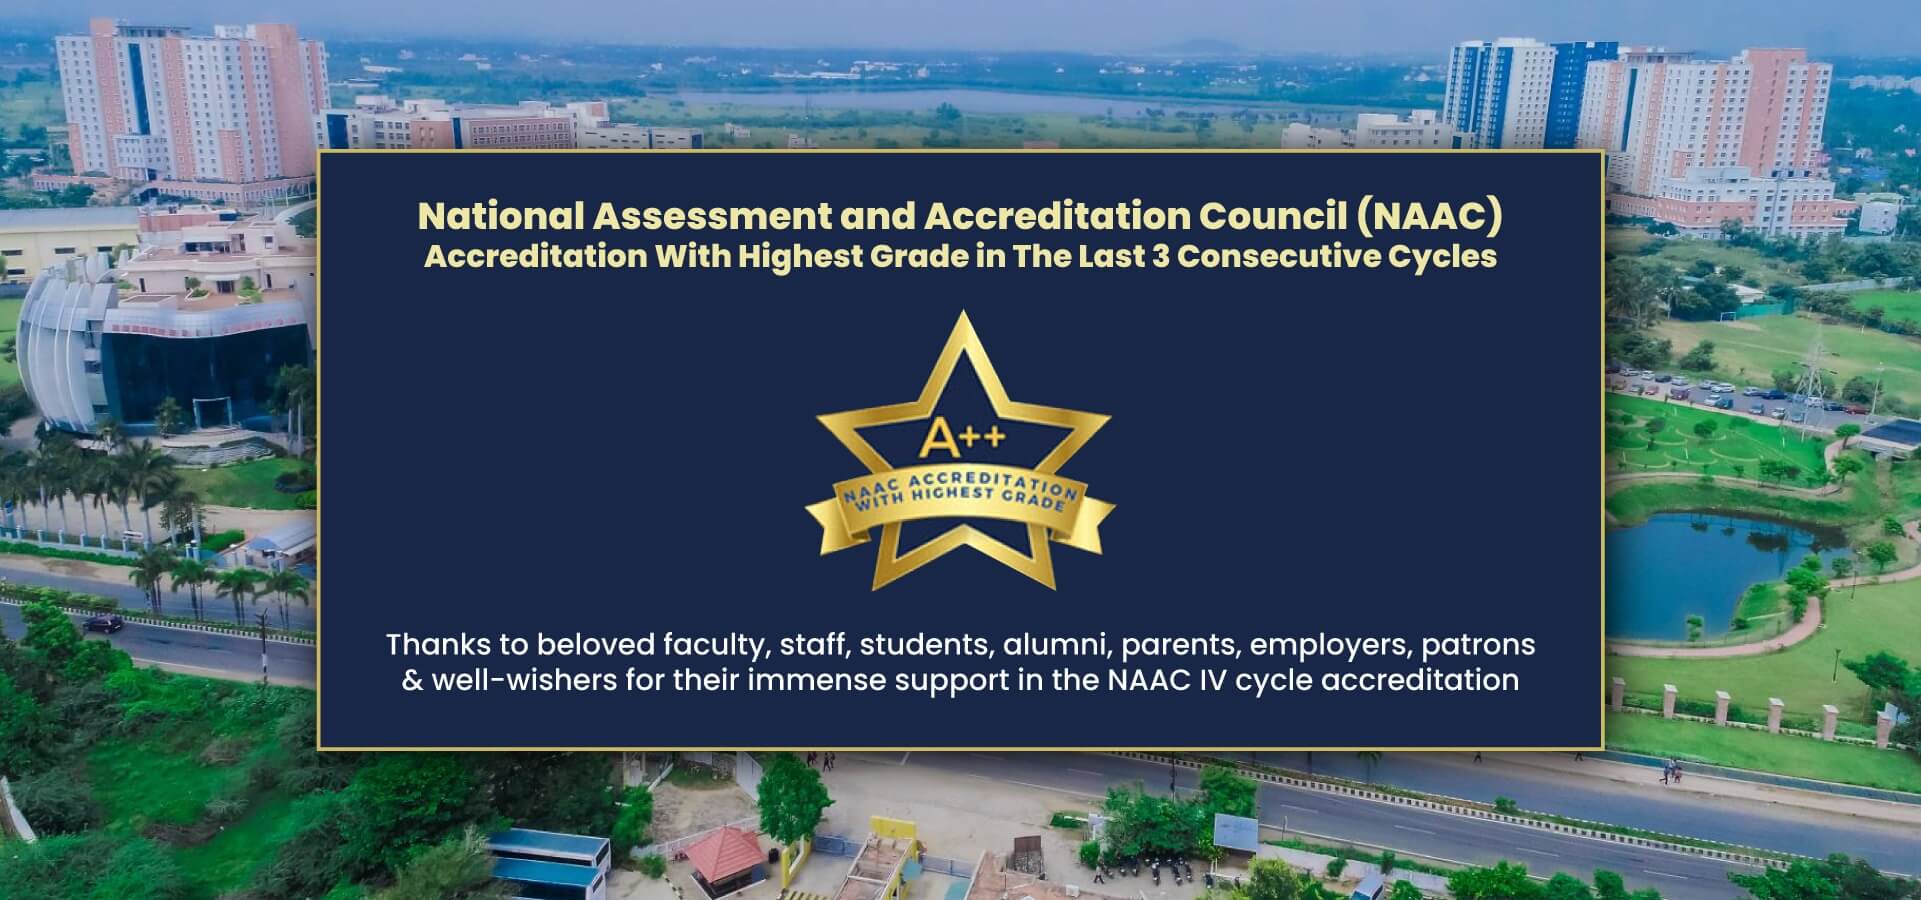 National Assessment and Accreditation Council (NAAC)
Accreditation With Highest Grade in The Last 3 Consecutive Cycles
A++
NAAC ACCREDITATION
WITH HIGHEST GRADE
Thanks to beloved faculty, staff, students, alumni, parents, employers, patrons
& well-wishers for their immense support in the NAAC IV cycle accreditation